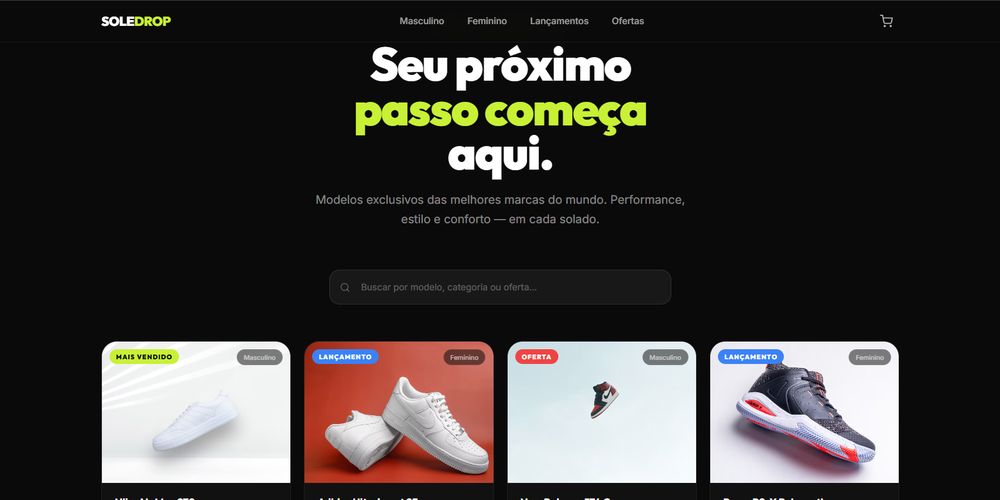 SOLEDROP
Masculino Feminino Lançamentos Ofertas
Seu próximo
passo começa
aqui.
Modelos exclusivos das melhores marcas do mundo. Performance,
estilo e conforto — em cada solado.
Buscar por modelo, categoria ou oferta...
MAIS VENDIDO Masculino
LANÇAMENTO Feminino
OFERTA Masculino
LANÇAMENTO Feminino